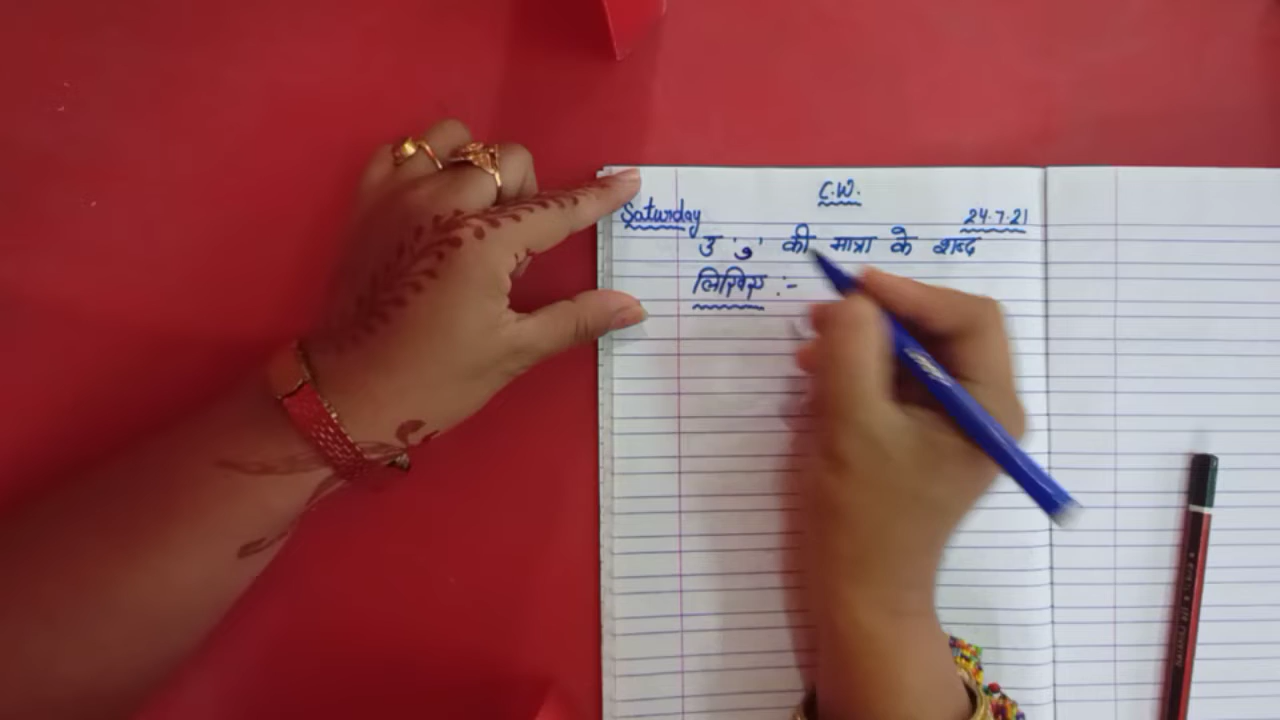 C.W.
Saturday 24.7.21
उ ' ु ' की मात्रा के शब्द
लिखिए :-